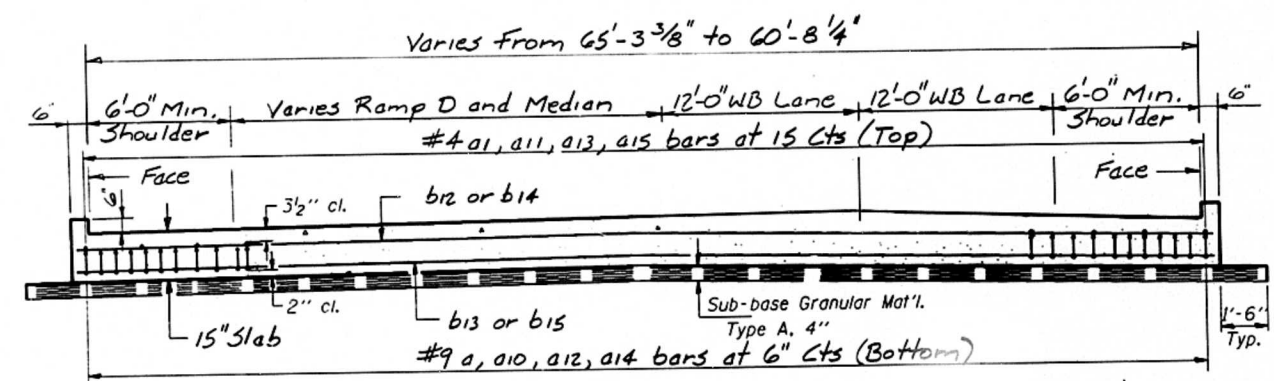 Varies From 65'-3 3/8" to 60'-8 1/4"
6" 6'-0" Min. Varies Ramp D and Median 12'-0" WB Lane 12'-0" WB Lane 6'-0" Min. 6"
Shoulder Shoulder
#4 a1, a11, a13, a15 bars at 15 Cts (Top)
Face Face
6" 3 1/2" cl. b12 or b14
2" cl. Sub-base Granular Mat'l. 1'-6"
15" Slab b13 or b15 Type A, 4" Typ.
#9 a, a10, a12, a14 bars at 6" Cts (Bottom)